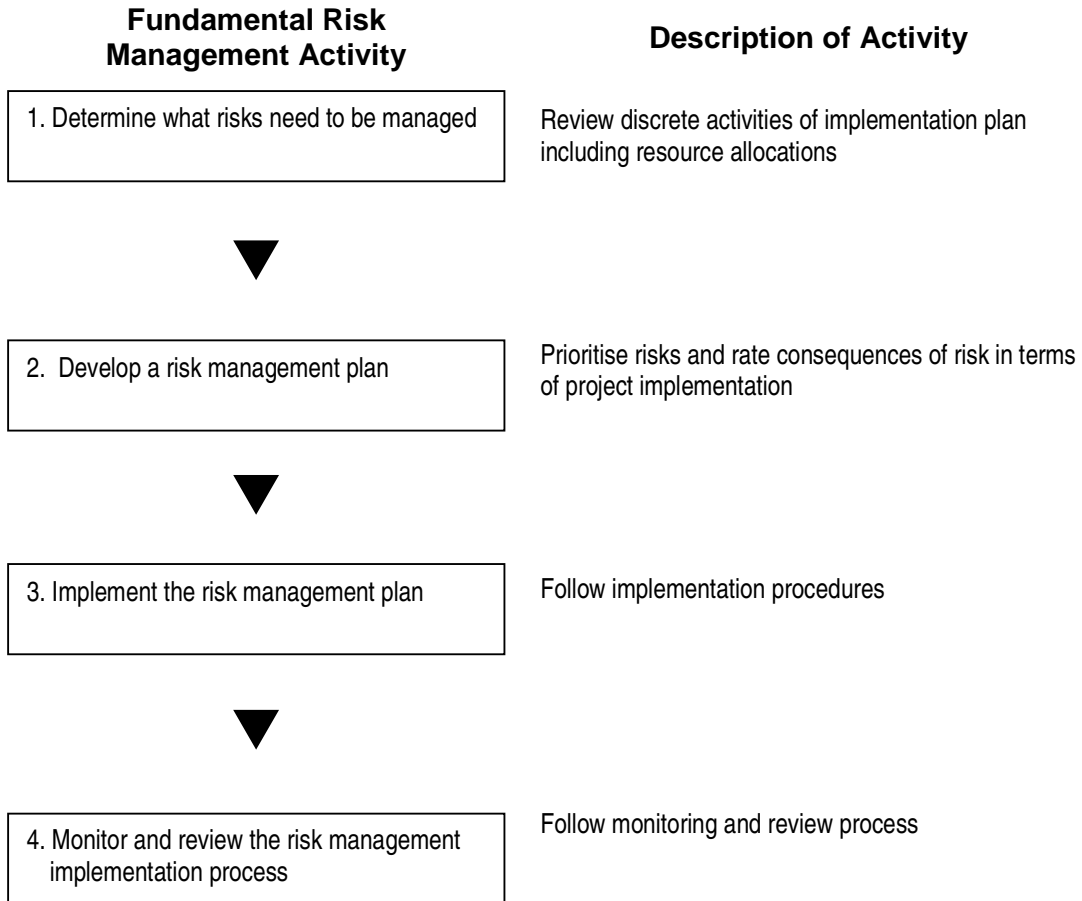 Fundamental Risk
Management Activity
Description of Activity
1. Determine what risks need to be managed
Review discrete activities of implementation plan
including resource allocations
2. Develop a risk management plan
Prioritise risks and rate consequences of risk in terms
of project implementation
3. Implement the risk management plan
Follow implementation procedures
4. Monitor and review the risk management
implementation process
Follow monitoring and review process